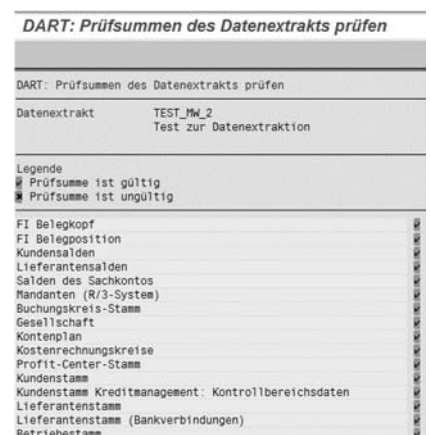 DART: Prüfsummen des Datenextrakts prüfen
DART: Prüfsummen des Datenextrakts prüfen
Datenextrakt TEST_MW_2
Test zur Datenextraktion
Legende
Prüfsumme ist gültig
Prüfsumme ist ungültig
FI Belegkopf
FI Belegposition
Kundensalden
Lieferantensalden
Salden des Sachkontos
Mandanten (R/3-System)
Buchungskreis-Stamm
Gesellschaft
Kontenplan
Kostenrechnungskreise
Profit-Center-Stamm
Kundenstamm
Kundenstamm Kreditmanagement: Kontrollbereichsdaten
Lieferantenstamm
Lieferantenstamm (Bankverbindungen)
Betriebestamm